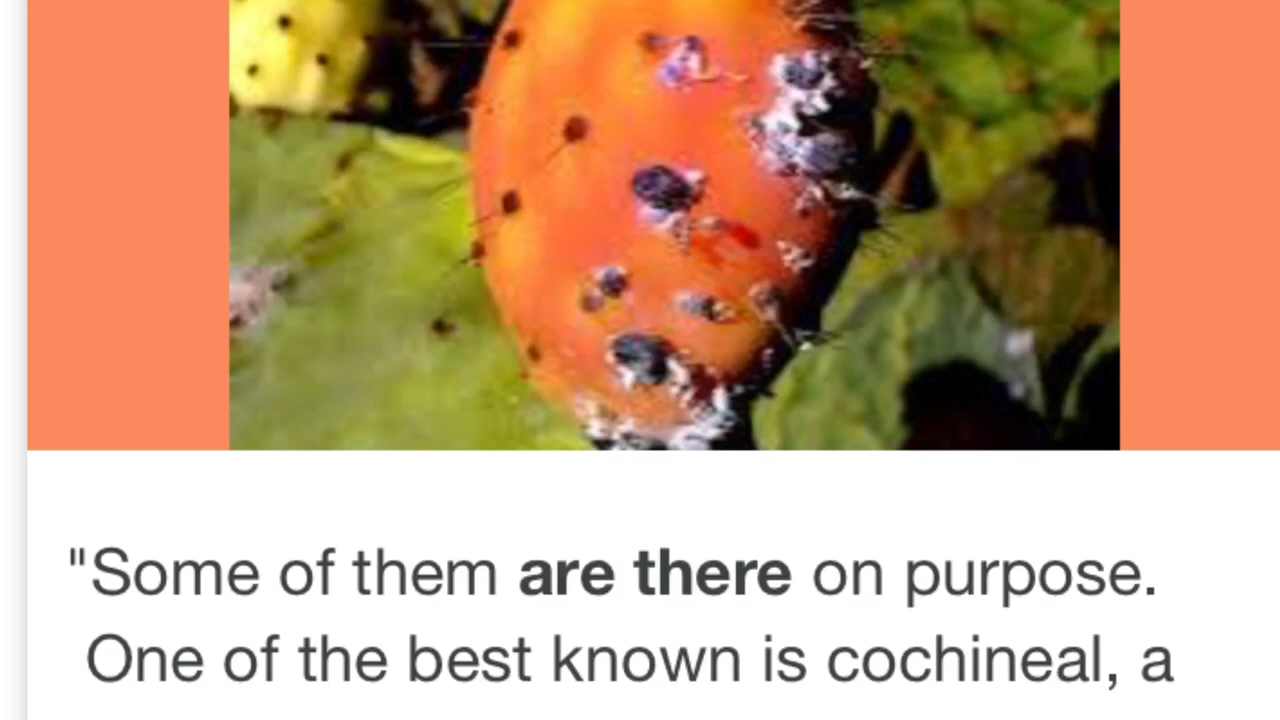 "Some of them are there on purpose.
One of the best known is cochineal, a